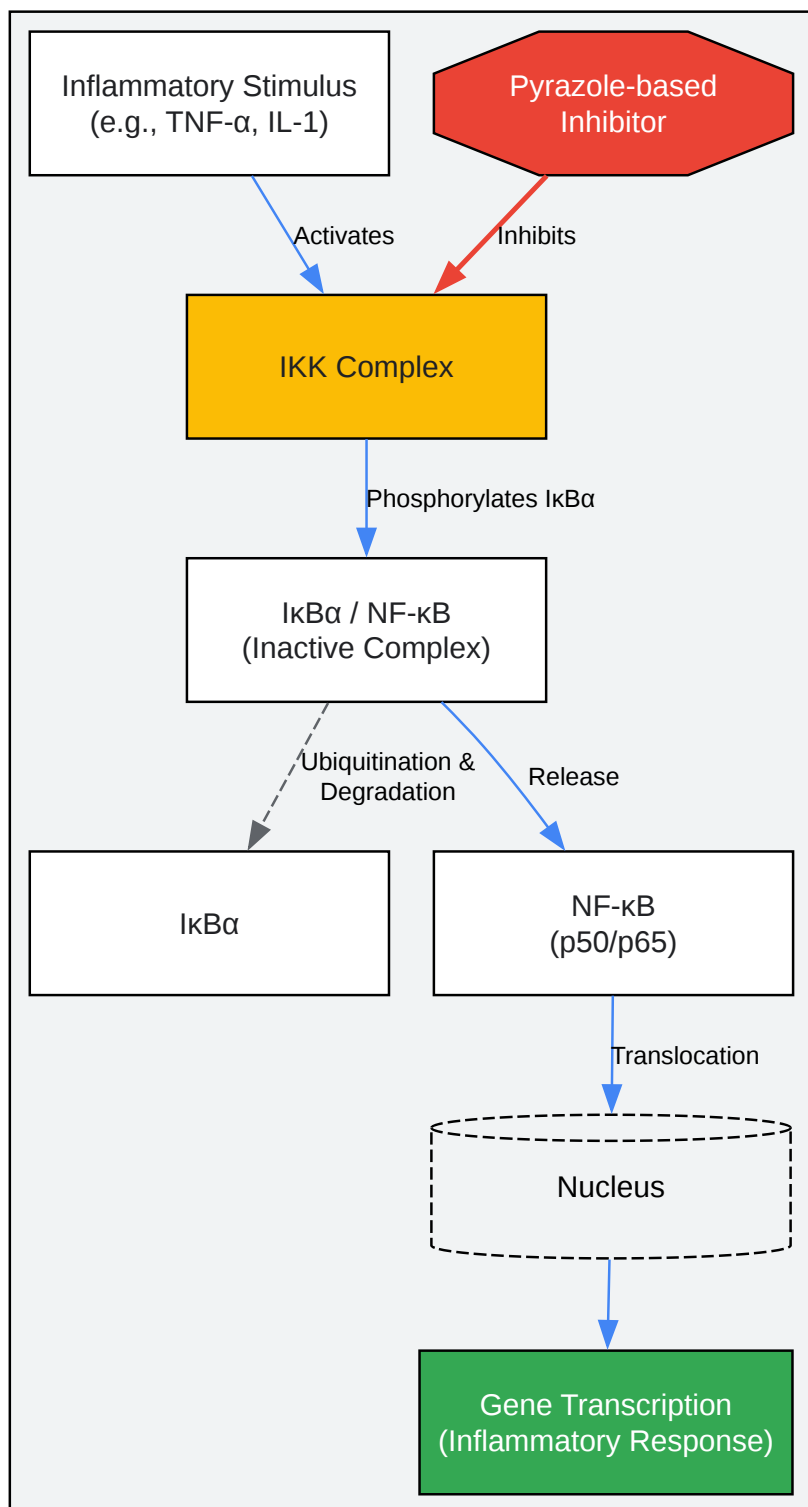 Inflammatory Stimulus
(e.g., TNF-α, IL-1)
Pyrazole-based
Inhibitor
Activates
Inhibits
IKK Complex
Phosphorylates IκBα
IκBα / NF-κB
(Inactive Complex)
Ubiquitination &
Degradation
Release
IκBα
NF-κB
(p50/p65)
Translocation
Nucleus
Gene Transcription
(Inflammatory Response)